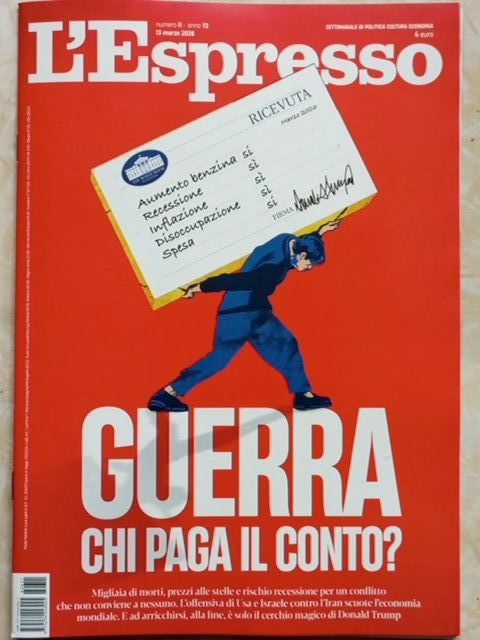 numero 11 - anno 72
13 marzo 2026
SETTIMANALE DI POLITICA CULTURA ECONOMIA
4 euro
L'Espresso
RICEVUTA
Marzo 2026
Aumento benzina sì
Recessione sì
Inflazione sì
Disoccupazione sì
Spesa sì
FIRMA
GUERRA
CHI PAGA IL CONTO?
Migliaia di morti, prezzi alle stelle e rischio recessione per un conflitto
che non conviene a nessuno. L'offensiva di Usa e Israele contro l'Iran scuote l'economia
mondiale. E ad arricchirsi, alla fine, è solo il cerchio magico di Donald Trump